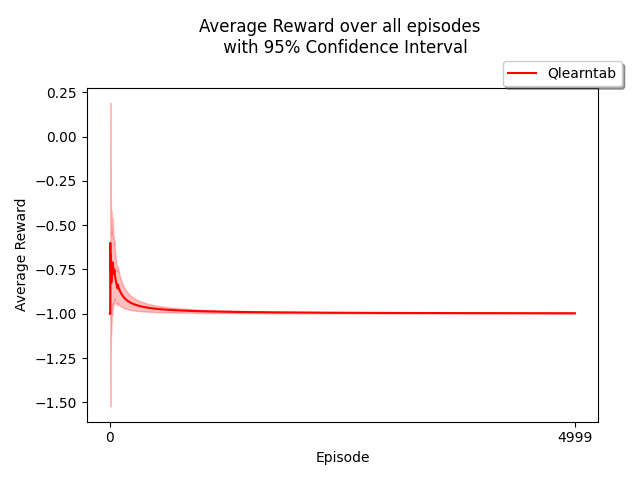 Average Reward over all episodes
with 95% Confidence Interval
Qlearntab
0.25
0.00
−0.25
−0.50
−0.75
−1.00
−1.25
−1.50
Average Reward
0
4999
Episode